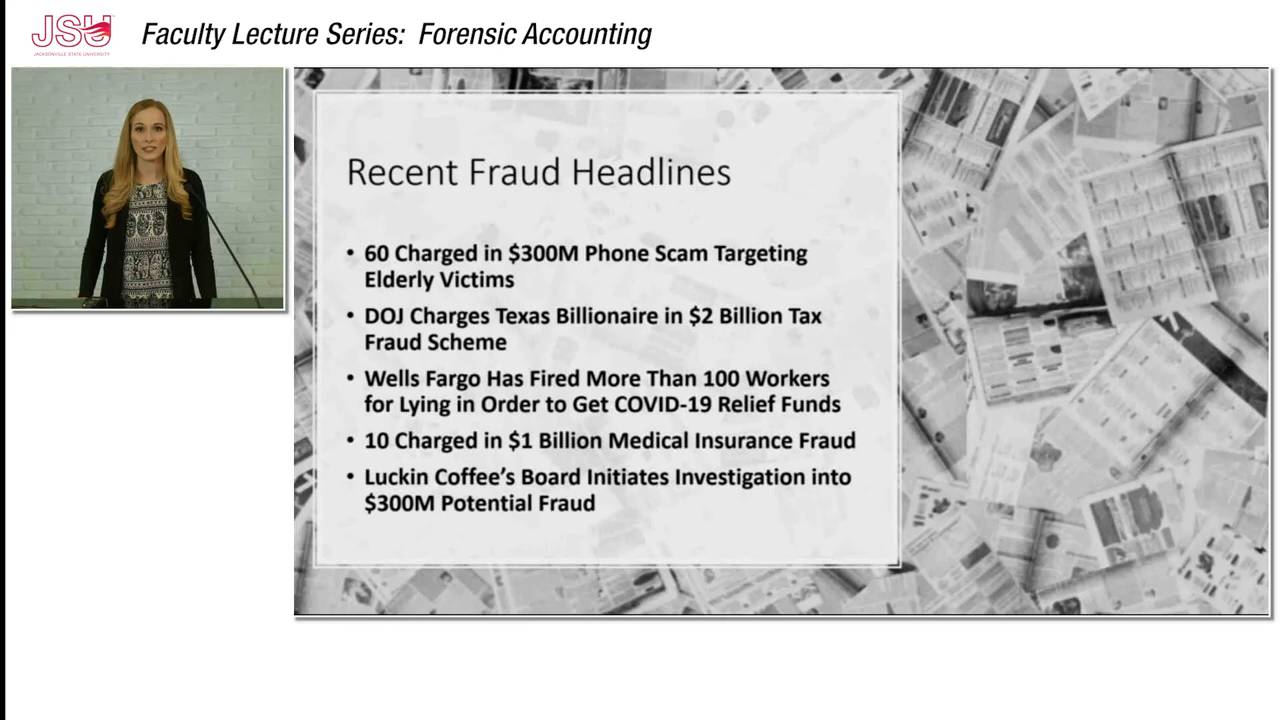 JSU
JACKSONVILLE STATE UNIVERSITY
Faculty Lecture Series: Forensic Accounting
Recent Fraud Headlines
• 60 Charged in $300M Phone Scam Targeting
Elderly Victims
• DOJ Charges Texas Billionaire in $2 Billion Tax
Fraud Scheme
• Wells Fargo Has Fired More Than 100 Workers
for Lying in Order to Get COVID-19 Relief Funds
• 10 Charged in $1 Billion Medical Insurance Fraud
• Luckin Coffee’s Board Initiates Investigation into
$300M Potential Fraud